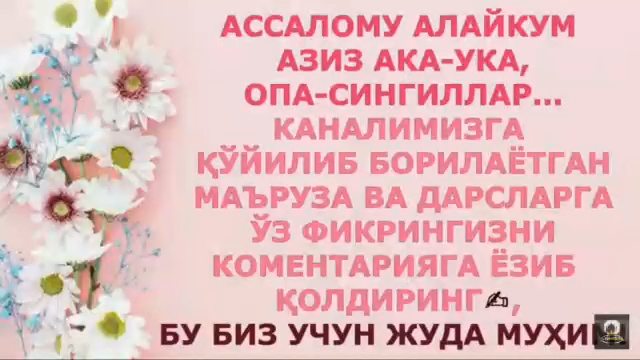 АССАЛОМУ АЛАЙКУМ
АЗИЗ АКА-УКА,
ОПА-СИНГИЛЛАР...
КАНАЛИМИЗГА
ҚЎЙИЛИБ БОРИЛАЁТГАН
МАЪРУЗА ВА ДАРСЛАРГА
ЎЗ ФИКРИНГИЗНИ
КОМЕНТАРИЯГА ЁЗИБ
ҚОЛДИРИНГ✍,
БУ БИЗ УЧУН ЖУДА МУҲИМ